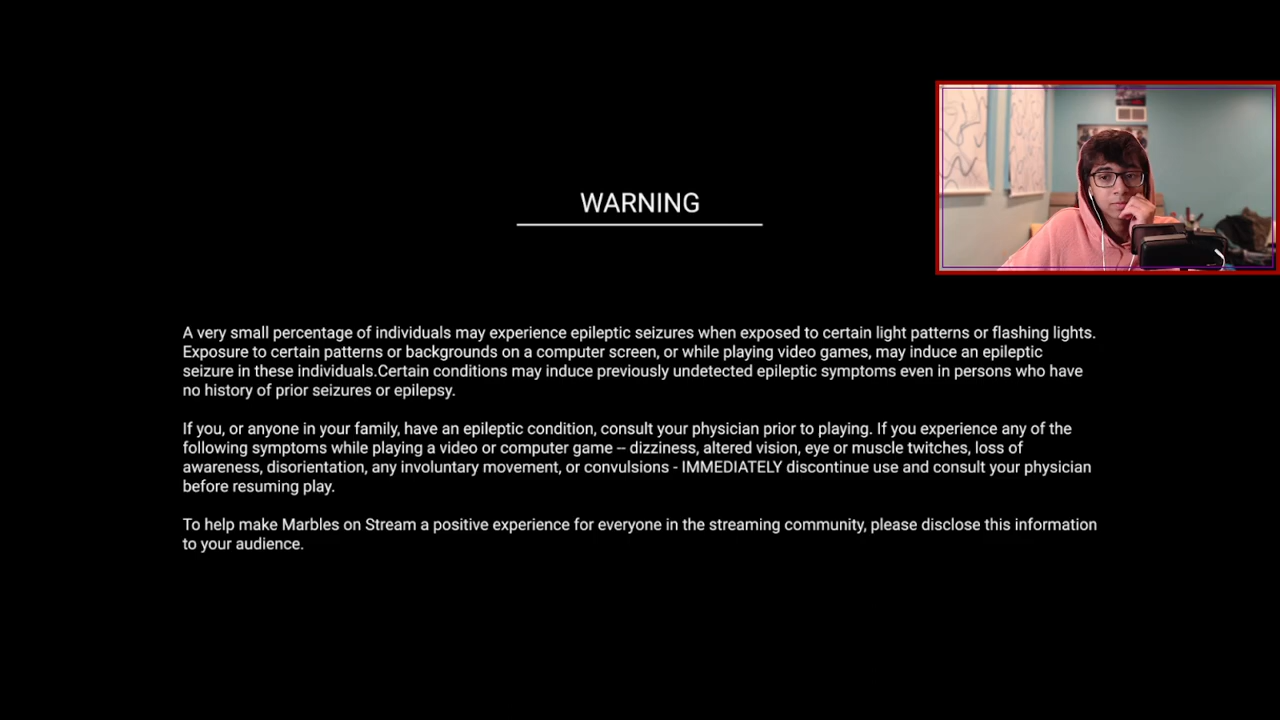 WARNING
A very small percentage of individuals may experience epileptic seizures when exposed to certain light patterns or flashing lights.
Exposure to certain patterns or backgrounds on a computer screen, or while playing video games, may induce an epileptic
seizure in these individuals.Certain conditions may induce previously undetected epileptic symptoms even in persons who have
no history of prior seizures or epilepsy.
If you, or anyone in your family, have an epileptic condition, consult your physician prior to playing. If you experience any of the
following symptoms while playing a video or computer game -- dizziness, altered vision, eye or muscle twitches, loss of
awareness, disorientation, any involuntary movement, or convulsions - IMMEDIATELY discontinue use and consult your physician
before resuming play.
To help make Marbles on Stream a positive experience for everyone in the streaming community, please disclose this information
to your audience.